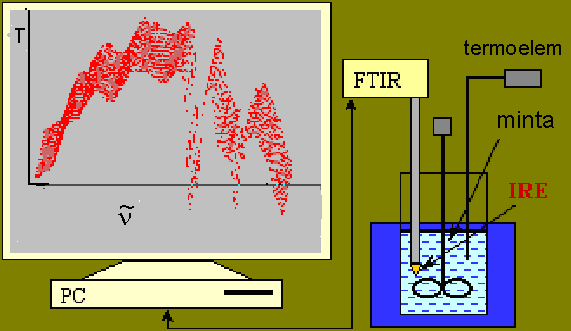 T
ṽ
PC
FTIR
termoelem
minta
IRE